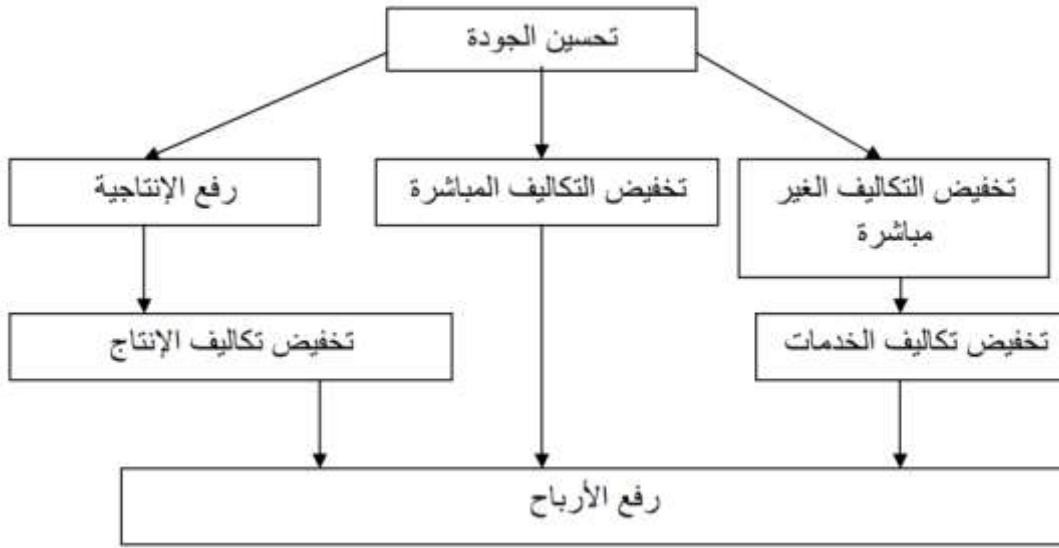 تحسين الجودة
تخفيض التكاليف الغير
مباشرة
تخفيض التكاليف المباشرة
رفع الإنتاجية
تخفيض تكاليف الخدمات
تخفيض تكاليف الإنتاج
رفع الأرباح